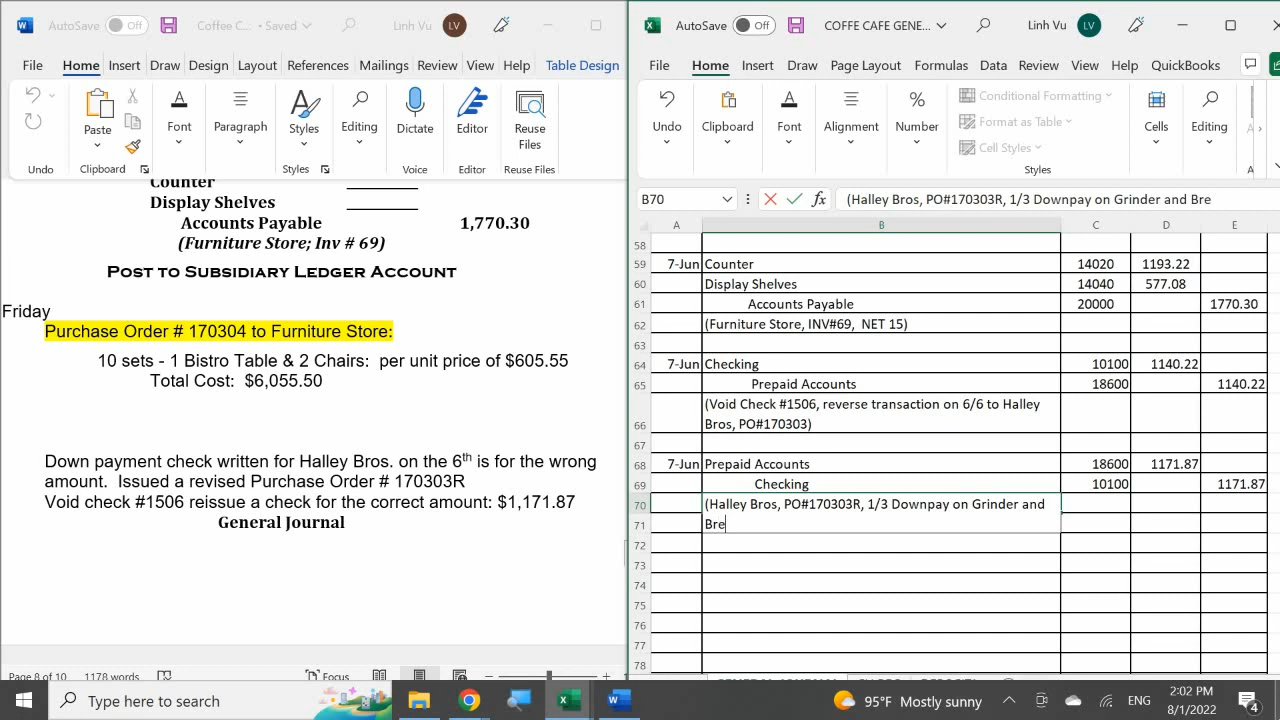 AutoSave Off Coffee C... • Saved Linh Vu LV
File Home Insert Draw Design Layout References Mailings Review View Help Table Design
Paste Font Paragraph Styles Editing Dictate Editor Reuse Files
Undo Clipboard Styles Voice Editor Reuse Files
Counter
Display Shelves
Accounts Payable 1,770.30
(Furniture Store; Inv # 69)
POST TO SUBSIDIARY LEDGER ACCOUNT
Friday
Purchase Order # 170304 to Furniture Store:
10 sets - 1 Bistro Table & 2 Chairs: per unit price of $605.55
Total Cost: $6,055.50
Down payment check written for Halley Bros. on the 6th is for the wrong
amount. Issued a revised Purchase Order # 170303R
Void check #1506 reissue a check for the correct amount: $1,171.87
General Journal
Page 8 of 10 1178 words Focus
AutoSave Off COFFE CAFE GENE... Linh Vu LV
File Home Insert Draw Page Layout Formulas Data Review View Help QuickBooks
Undo Clipboard Font Alignment Number Conditional Formatting Format as Table Cell Styles Cells Editing
Styles
B70 fx (Halley Bros, PO#170303R, 1/3 Downpay on Grinder and Bre
A B C D E
58
59 7-Jun Counter 14020 1193.22
60 Display Shelves 14040 577.08
61 Accounts Payable 20000 1770.30
62 (Furniture Store, INV#69, NET 15)
63
64 7-Jun Checking 10100 1140.22
65 Prepaid Accounts 18600 1140.22
(Void Check #1506, reverse transaction on 6/6 to Halley
66 Bros, PO#170303)
67
68 7-Jun Prepaid Accounts 18600 1171.87
69 Checking 10100 1171.87
70 (Halley Bros, PO#170303R, 1/3 Downpay on Grinder and
71 Bre
72
73
74
75
76
77
78
Type here to search 95°F Mostly sunny ENG 2:02 PM 8/1/2022 4